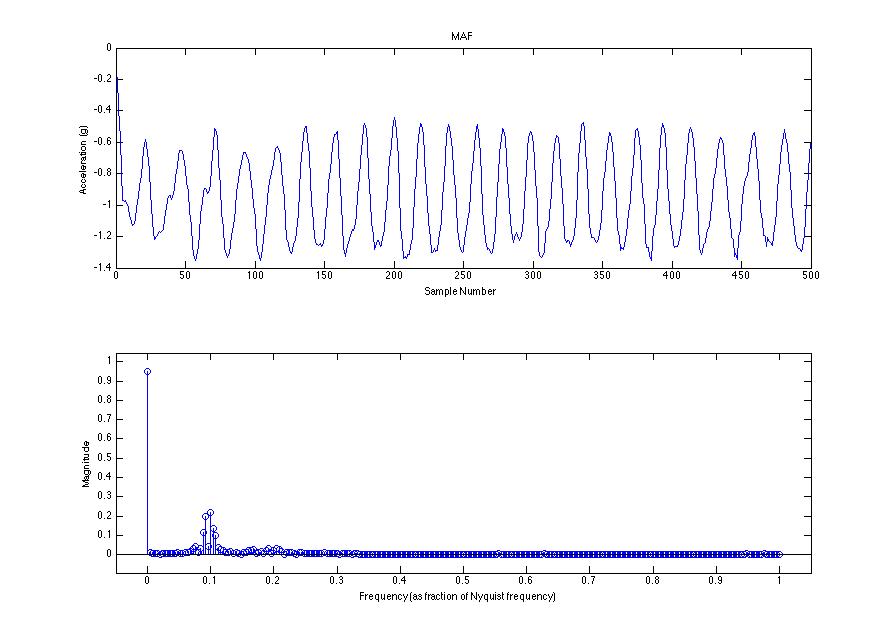 MAF
0
-0.2
-0.4
-0.6
-0.8
-1
-1.2
-1.4
Acceleration (g)
0 50 100 150 200 250 300 350 400 450 500
Sample Number
1
0.9
0.8
0.7
0.6
0.5
0.4
0.3
0.2
0.1
0
Magnitude
0 0.1 0.2 0.3 0.4 0.5 0.6 0.7 0.8 0.9 1
Frequency (as fraction of Nyquist frequency)